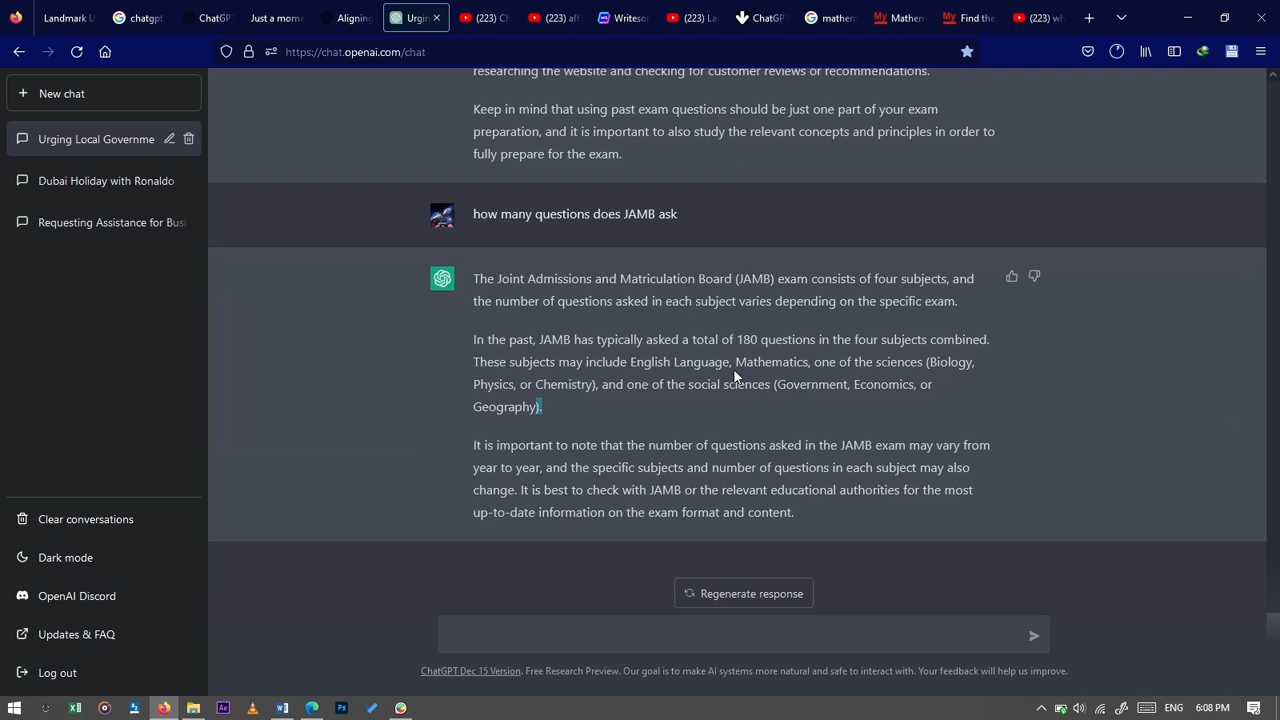 Landmark U
chatgpt
ChatGPT
Just a mome
Aligning
Urgin
(223) C
(223) aff
Writeson
(223) La
ChatGPT
mathem
My Mathem
My Find the
(223) wh
https://chat.openai.com/chat
New chat
Urging Local Governme
Dubai Holiday with Ronaldo
Requesting Assistance for Busi
Clear conversations
Dark mode
OpenAI Discord
Updates & FAQ
Log out
researching the website and checking for customer reviews or recommendations.
Keep in mind that using past exam questions should be just one part of your exam
preparation, and it is important to also study the relevant concepts and principles in order to
fully prepare for the exam.
how many questions does JAMB ask
The Joint Admissions and Matriculation Board (JAMB) exam consists of four subjects, and
the number of questions asked in each subject varies depending on the specific exam.
In the past, JAMB has typically asked a total of 180 questions in the four subjects combined.
These subjects may include English Language, Mathematics, one of the sciences (Biology,
Physics, or Chemistry), and one of the social sciences (Government, Economics, or
Geography).
It is important to note that the number of questions asked in the JAMB exam may vary from
year to year, and the specific subjects and number of questions in each subject may also
change. It is best to check with JAMB or the relevant educational authorities for the most
up-to-date information on the exam format and content.
Regenerate response
ChatGPT Dec 15 Version. Free Research Preview. Our goal is to make AI systems more natural and safe to interact with. Your feedback will help us improve.
ENG
6:08 PM